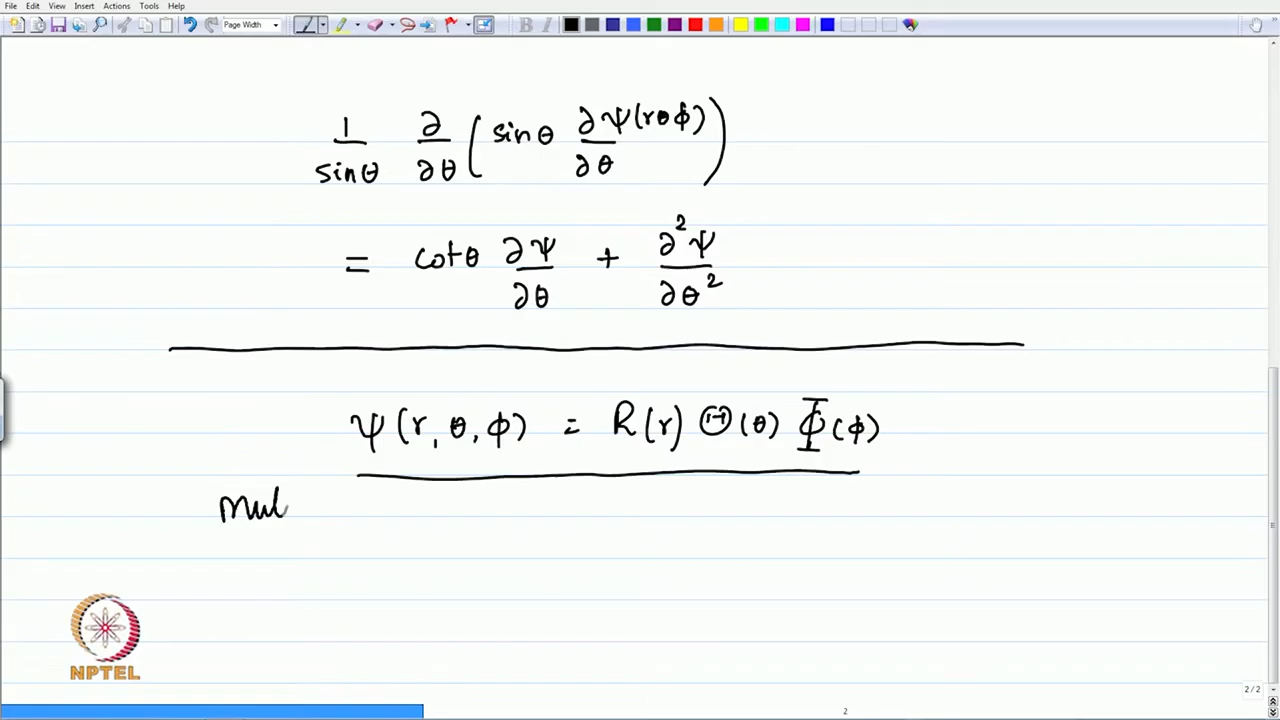 File Edit View Insert Actions Tools Help
Page Width
1/sinθ ∂/∂θ (sinθ ∂ψ(rθϕ)/∂θ)
= cotθ ∂ψ/∂θ + ∂²ψ/∂θ²
ψ(r, θ, ϕ) = R(r) Θ(θ) Φ(ϕ)
mul
NPTEL
2/2
2